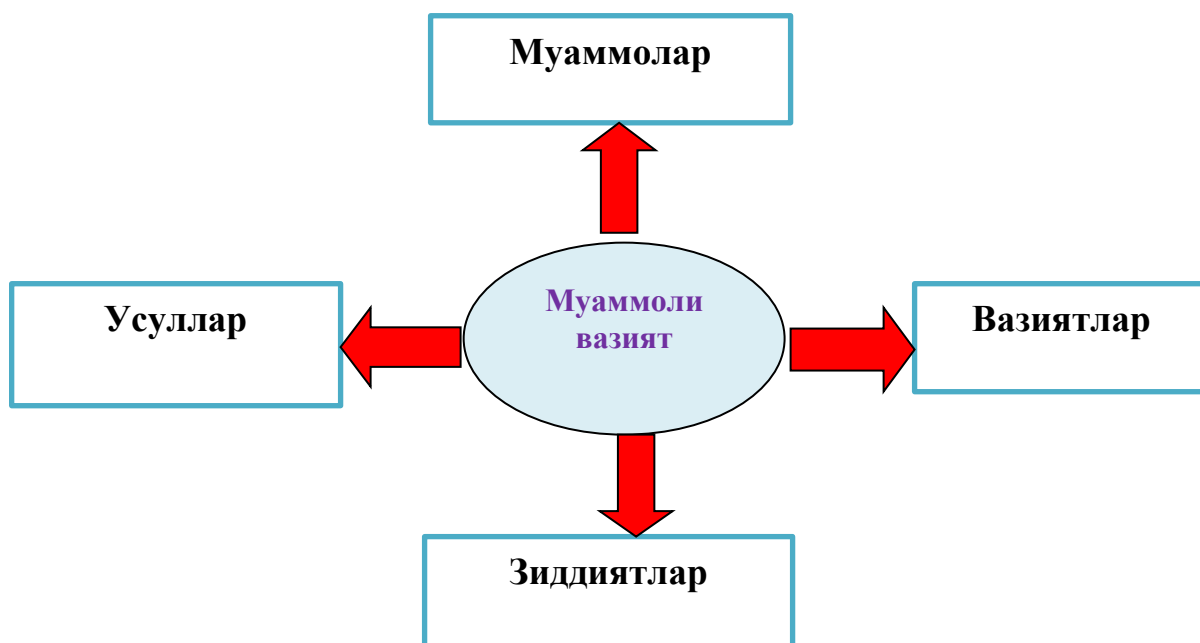 Муаммолар
Усуллар
Муаммоли
вазият
Вазиятлар
Зиддиятлар